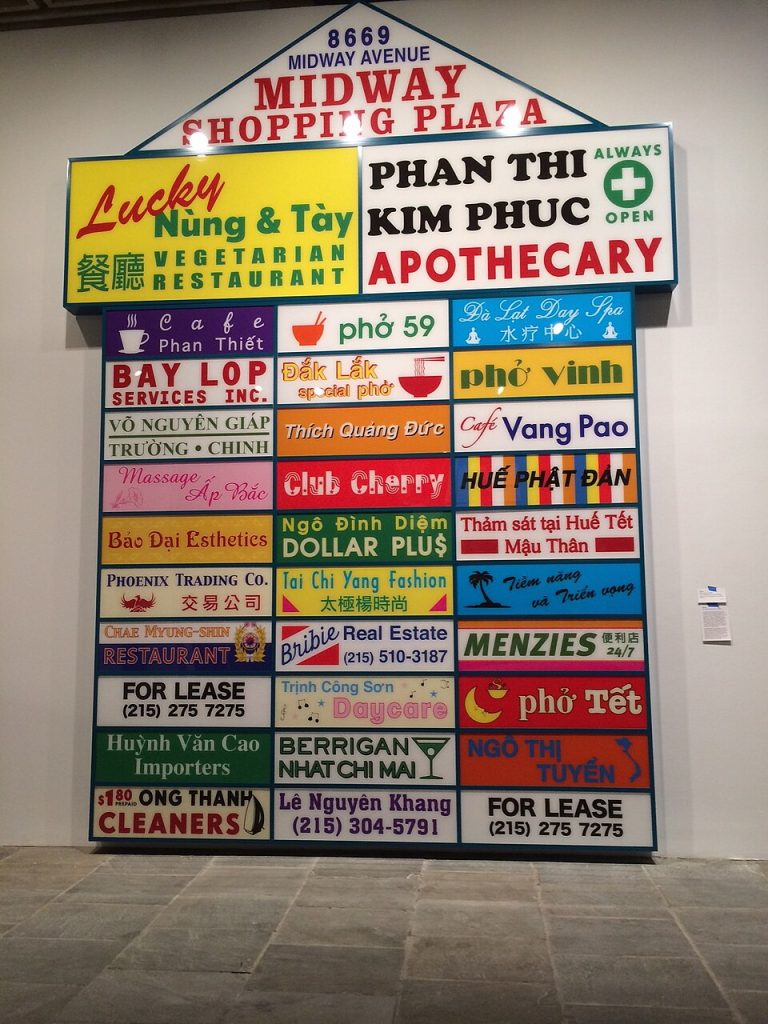 8669
MIDWAY AVENUE
MIDWAY
SHOPPING PLAZA
Lucky
Nùng & Tày
餐廳 VEGETARIAN
RESTAURANT
PHAN THI
KIM PHUC
APOTHECARY
ALWAYS
OPEN
Cafe
Phan Thiết
phở 59
Đà Lạt Day Spa
水疗中心
BAY LOP
SERVICES INC.
Đắk Lắk
special phở
phở vinh
VÕ NGUYÊN GIÁP
TRƯỜNG • CHINH
Thích Quảng Đức
Café Vang Pao
Massage
Ấp Bắc
Club Cherry
HUẾ PHẬT ĐẢN
Bảo Đại Esthetics
Ngô Đình Diệm
DOLLAR PLU$
Thảm sát tại Huế Tết
Mậu Thân
PHOENIX TRADING CO.
交易公司
Tai Chi Yang Fashion
太極楊時尚
Tiềm năng
và Triển vọng
CHAE MYUNG-SHIN
RESTAURANT
Bribie Real Estate
(215) 510-3187
MENZIES 便利店
24/7
FOR LEASE
(215) 275 7275
Trịnh Công Sơn
Daycare
phở Tết
Huỳnh Văn Cao
Importers
BERRIGAN
NHAT CHI MAI
NGÔ THỊ
TUYỂN
$1.80 PREPAID ONG THANH
CLEANERS
Lê Nguyên Khang
(215) 304-5791
FOR LEASE
(215) 275 7275